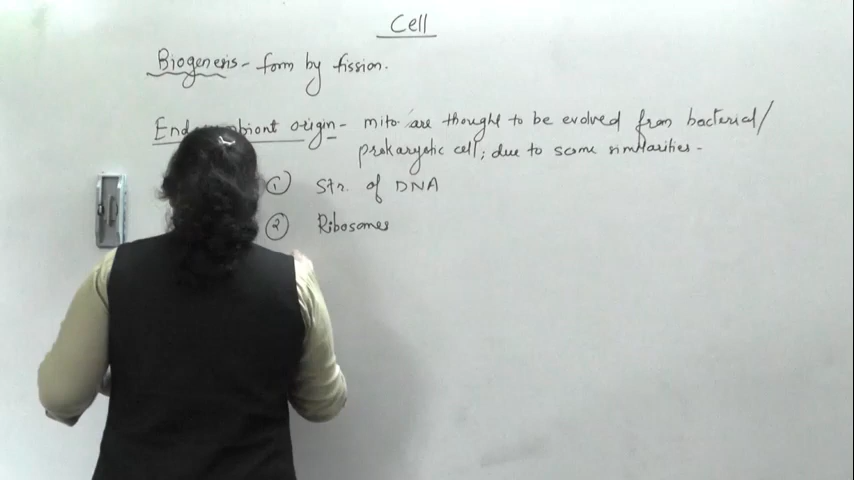 Cell
Biogenesis - form by fission.
origin - mito. are thought to be evolved from bacterial/
prokaryotic cell, due to some similarities -
① Str. of DNA
② Ribosomes